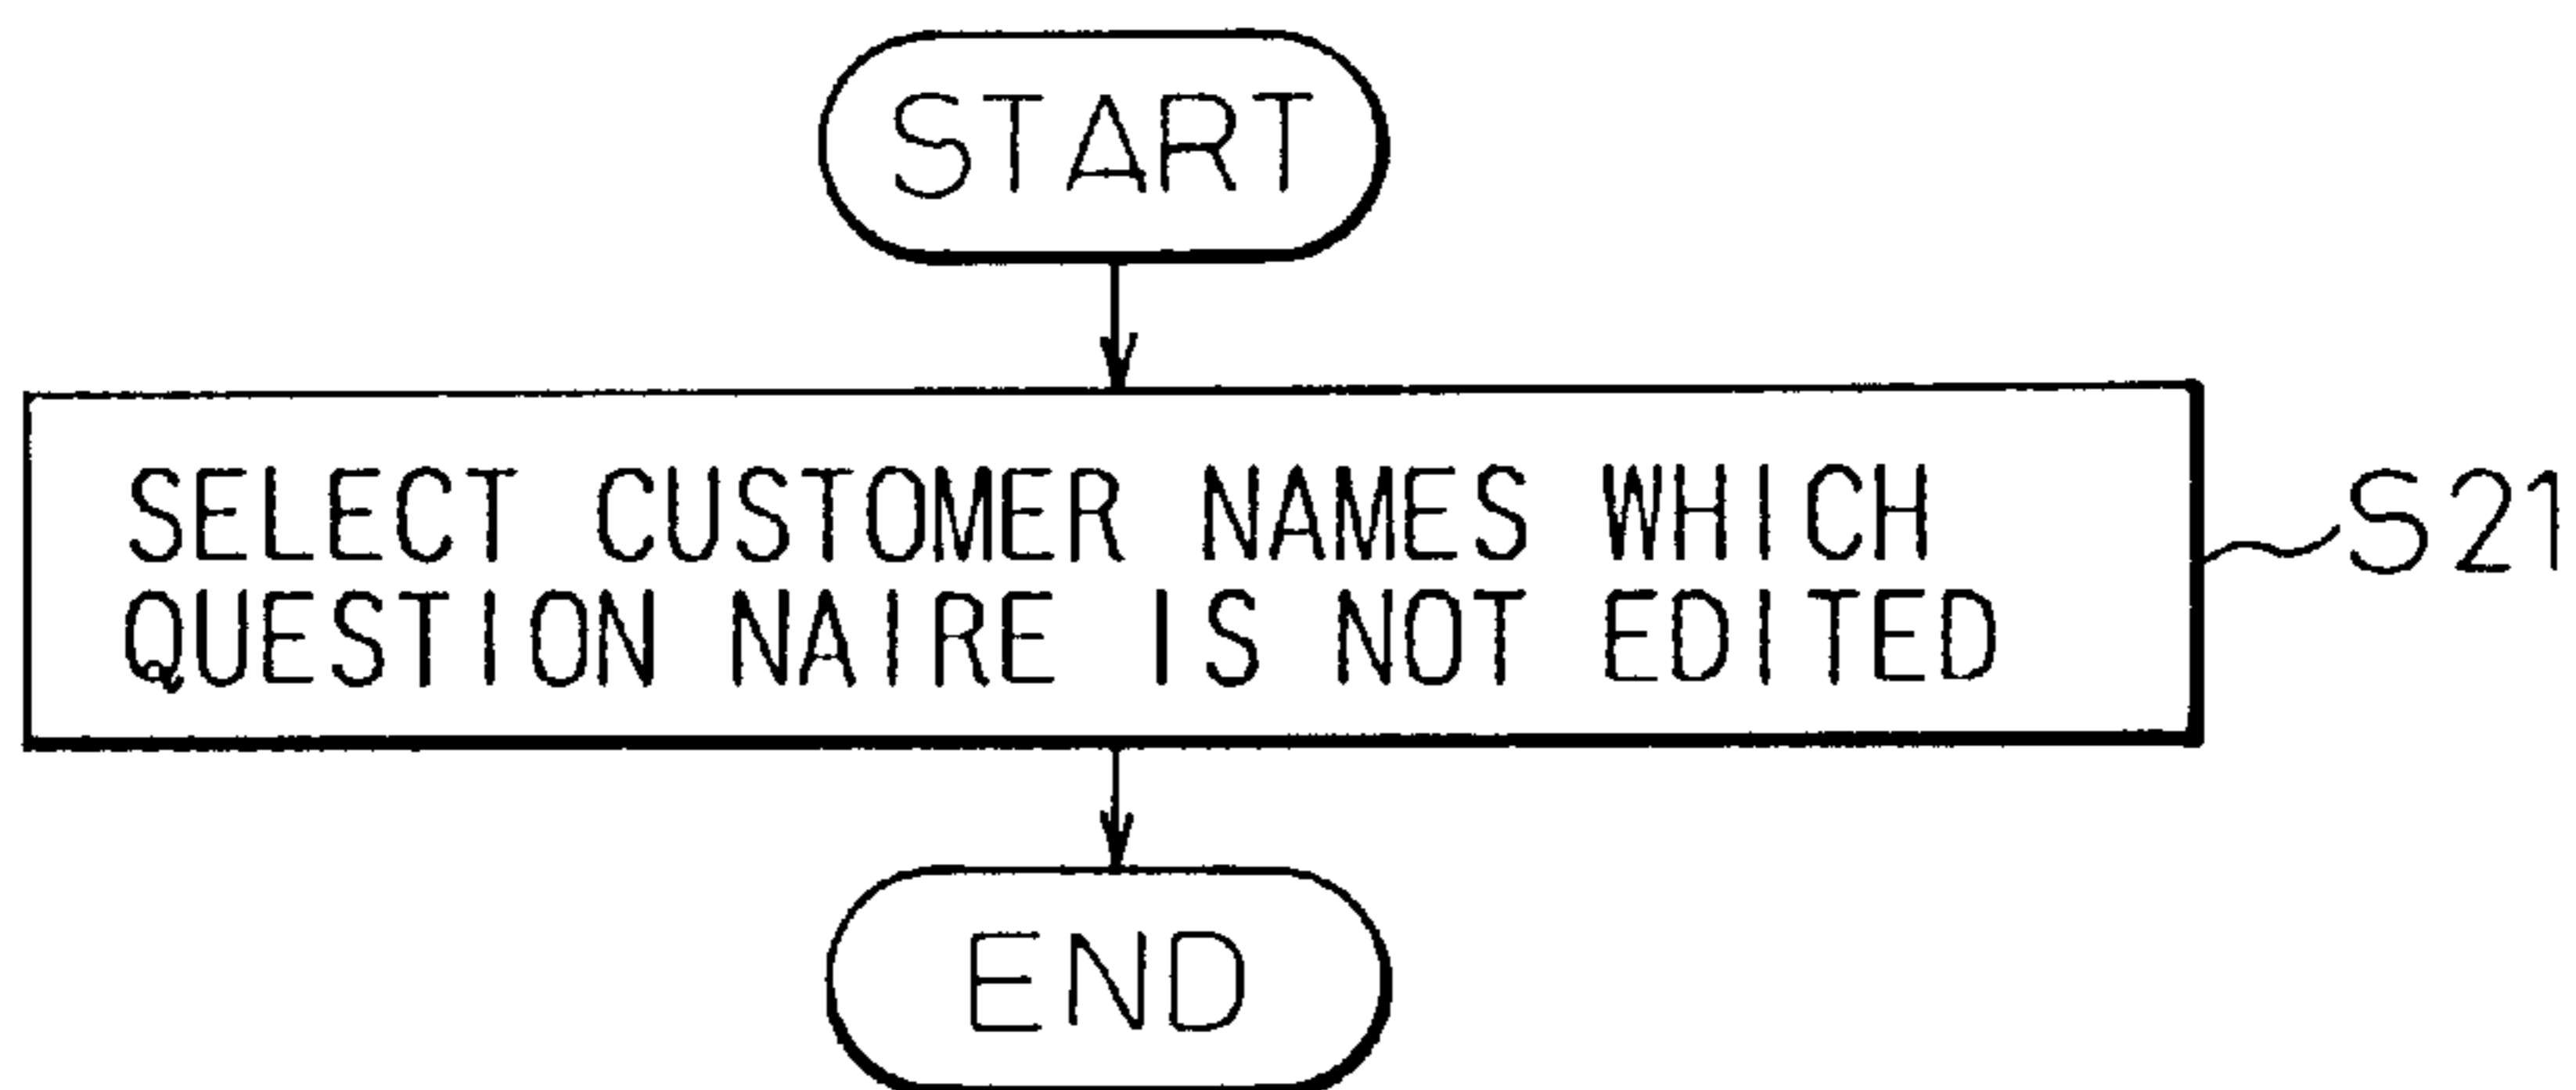 START
SELECT CUSTOMER NAMES WHICH
QUESTION NAIRE IS NOT EDITED
S21
END